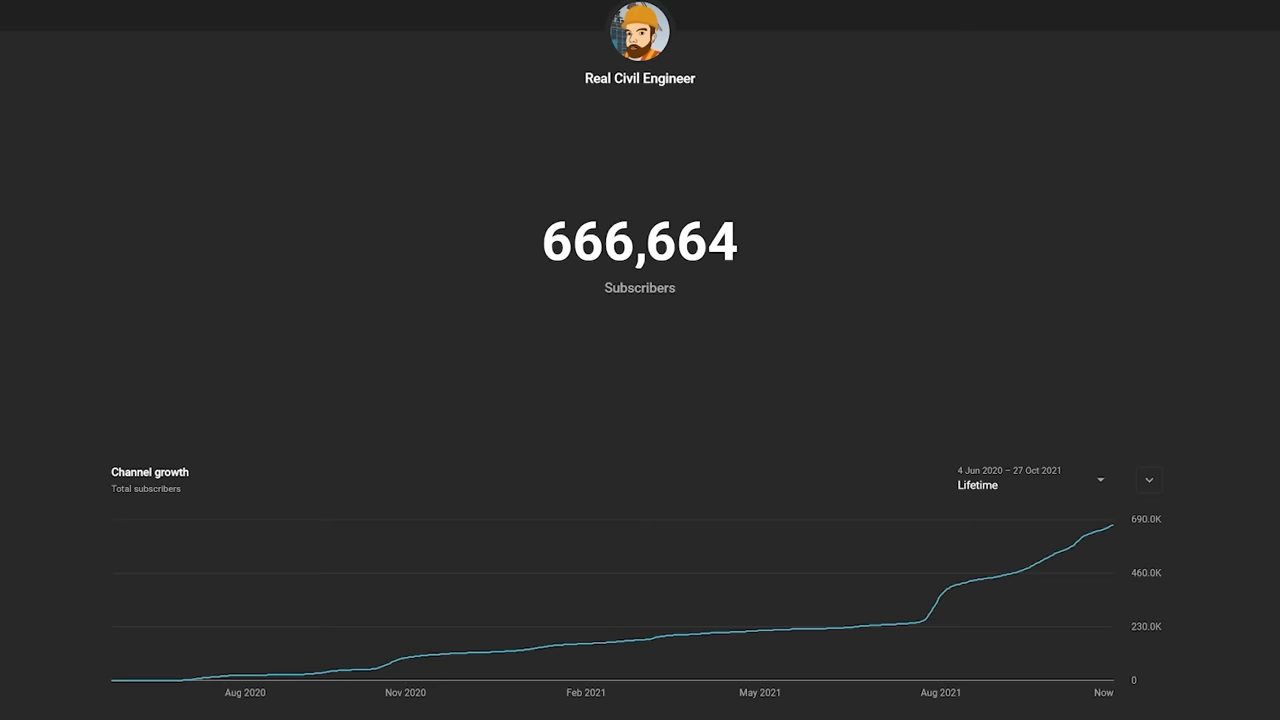 Real Civil Engineer
666,664
Subscribers
Channel growth
Total subscribers
4 Jun 2020 – 27 Oct 2021
Lifetime
690.0K
460.0K
230.0K
0
Aug 2020
Nov 2020
Feb 2021
May 2021
Aug 2021
Now